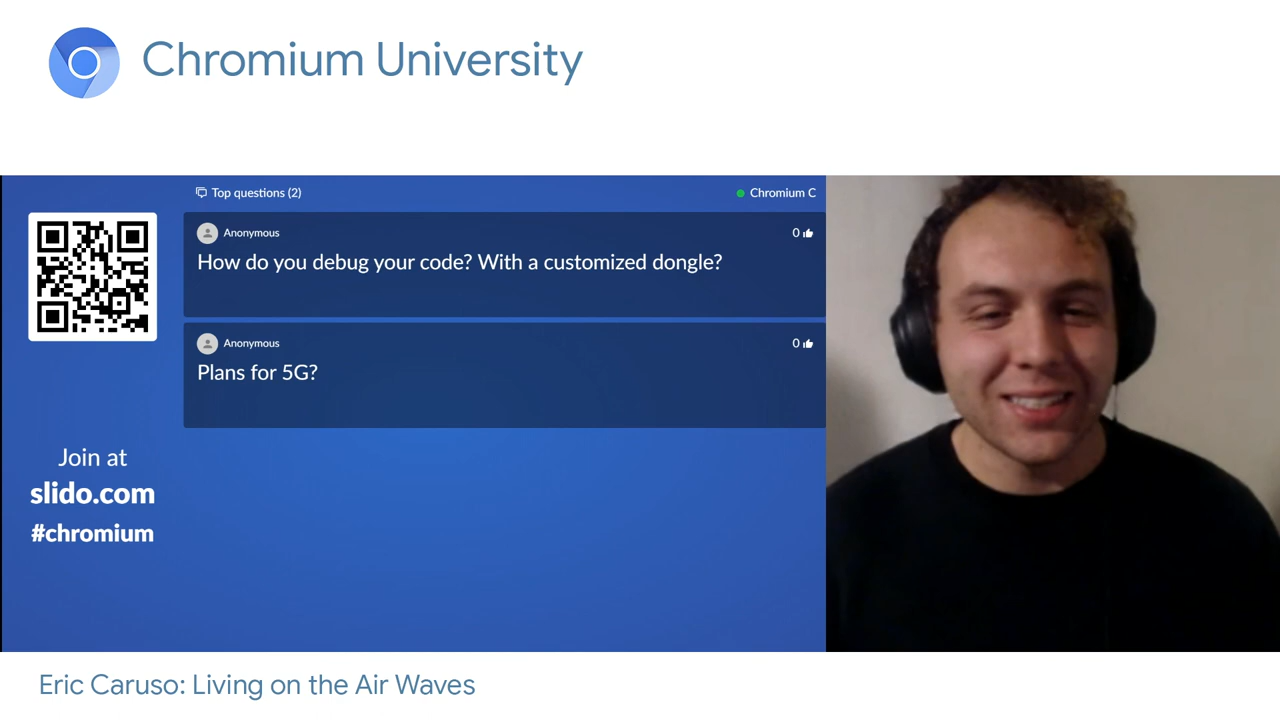 Chromium University
Top questions (2)
Chromium C
Anonymous
0
How do you debug your code? With a customized dongle?
Anonymous
0
Plans for 5G?
Join at
slido.com
#chromium
Eric Caruso: Living on the Air Waves